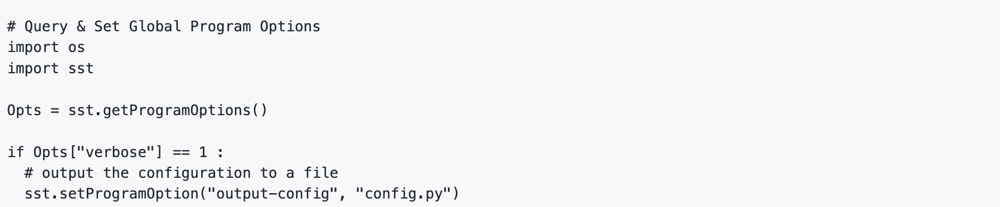 # Query & Set Global Program Options
import os
import sst

Opts = sst.getProgramOptions()

if Opts["verbose"] == 1 :
  # output the configuration to a file
  sst.setProgramOption("output-config", "config.py")